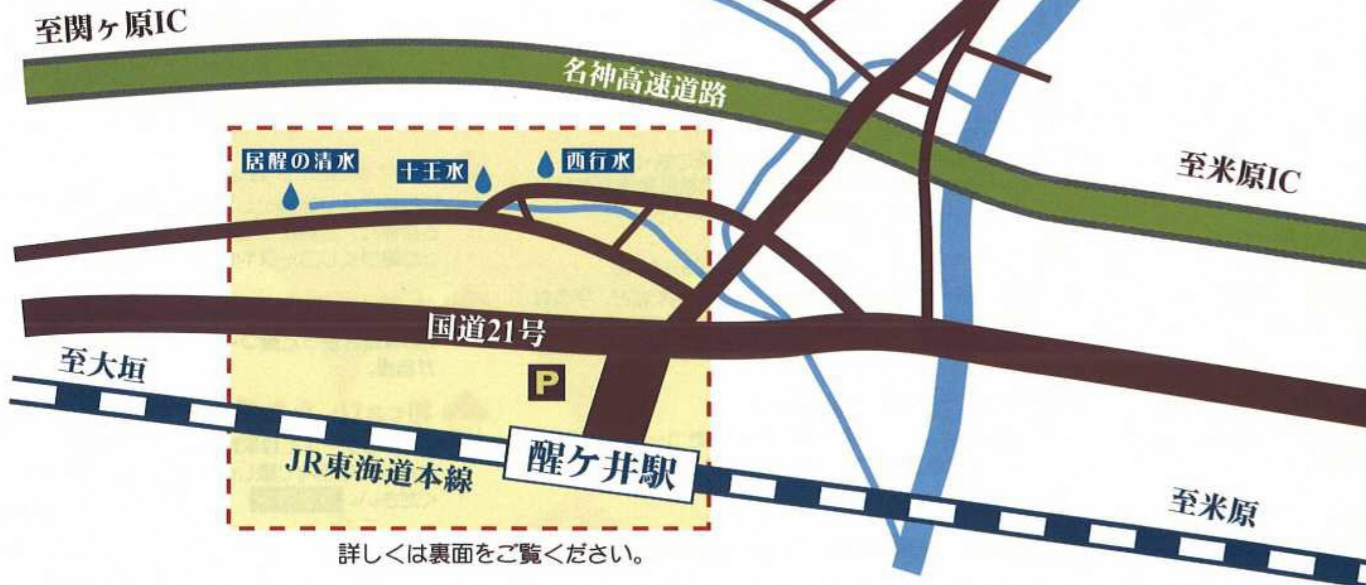 至関ヶ原IC
名神高速道路
至米原IC
居醒の清水
十王水
西行水
国道21号
P
至大垣
JR東海道本線
醒ケ井駅
至米原
詳しくは裏面をご覧ください。